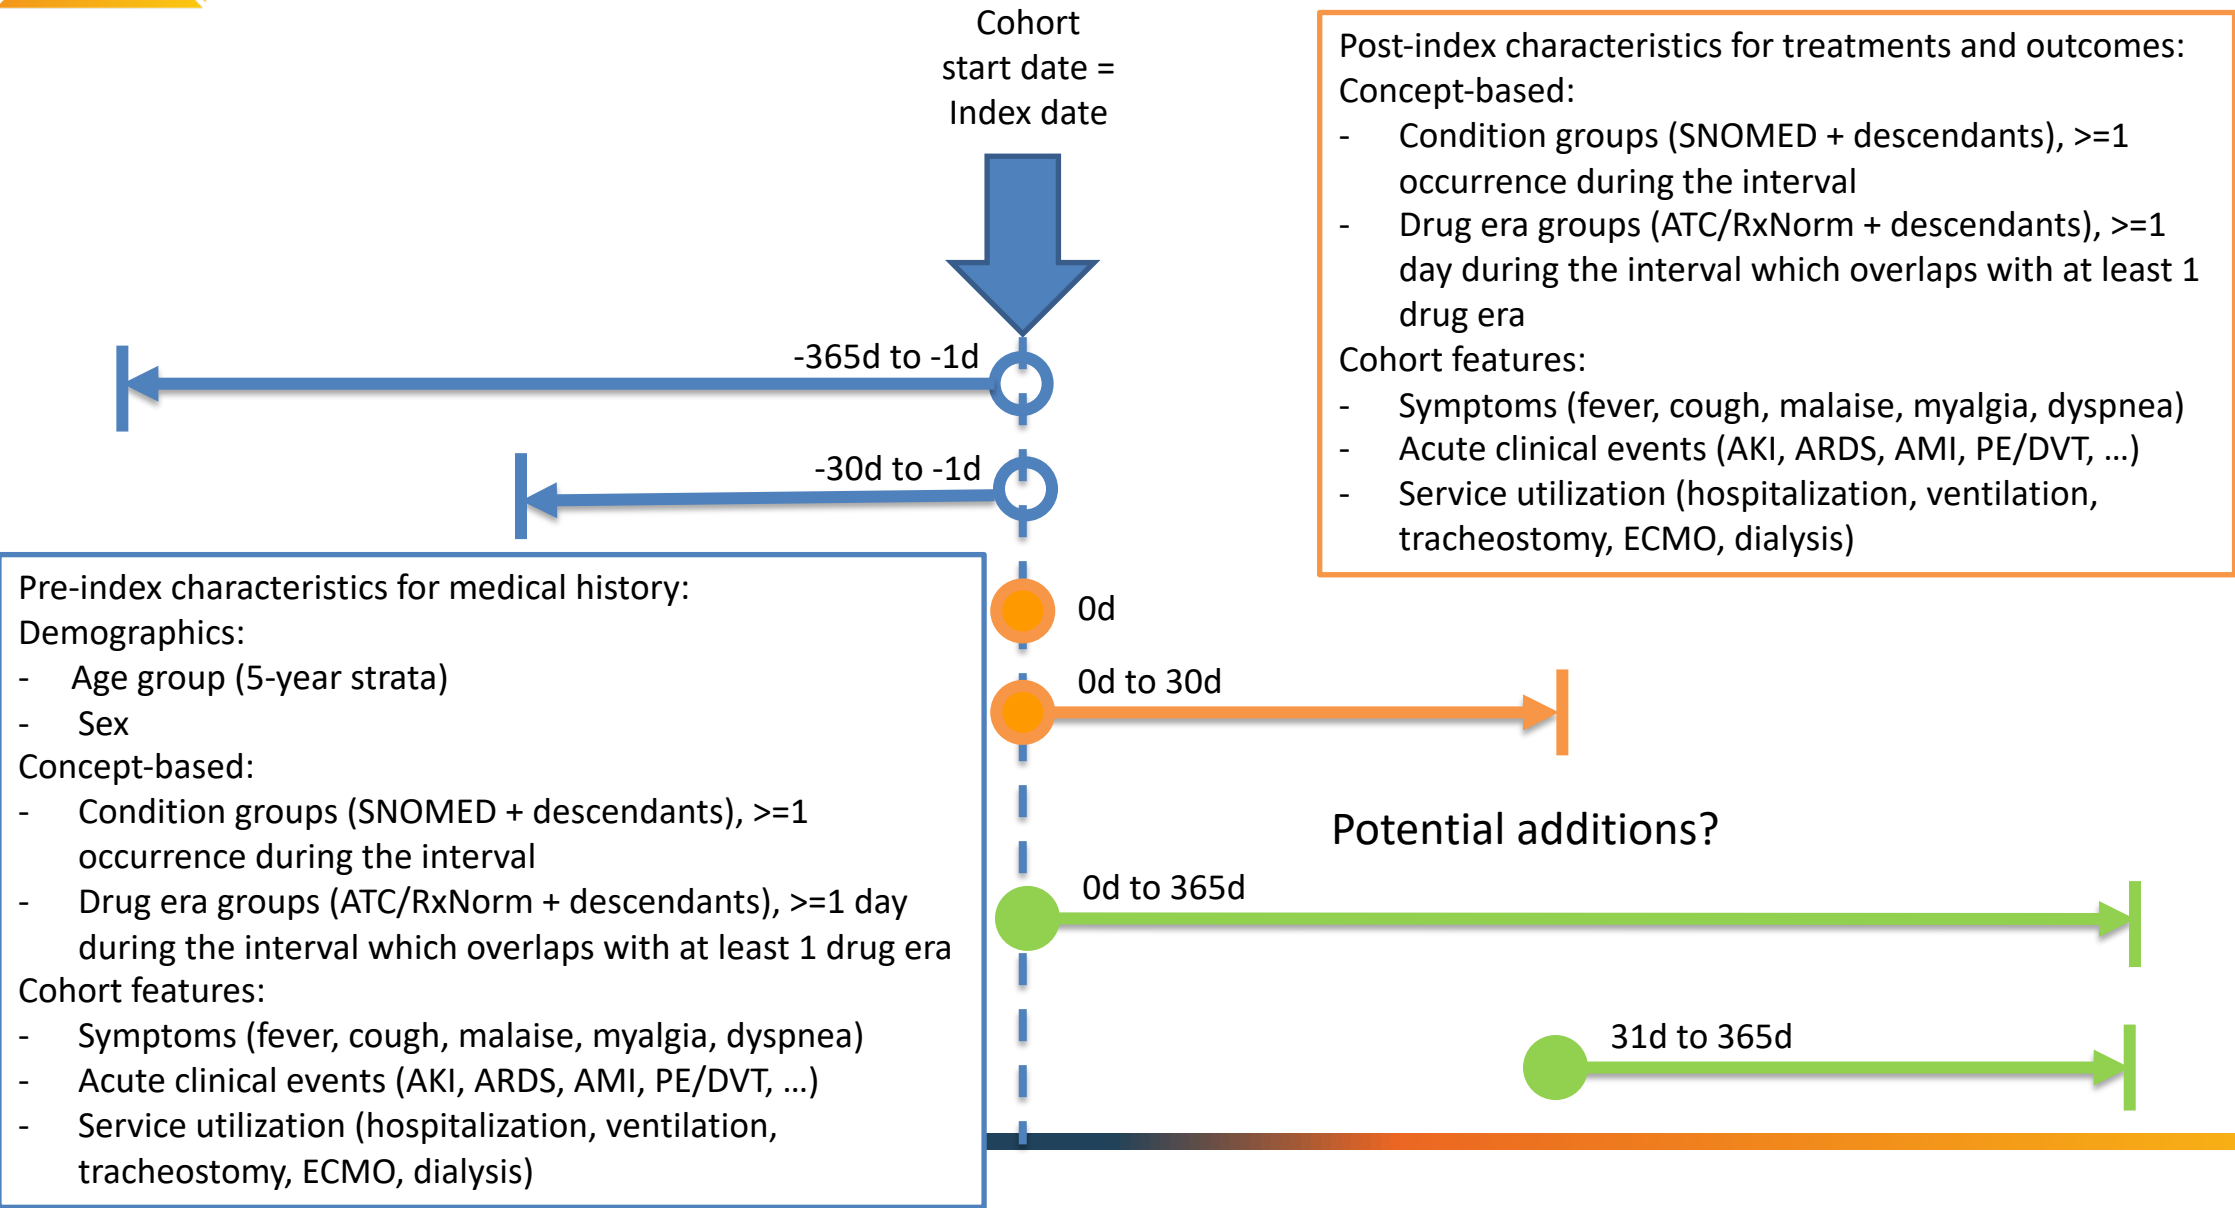 Cohort
start date =
Index date
Post-index characteristics for treatments and outcomes:
Concept-based:
- Condition groups (SNOMED + descendants), >=1
occurrence during the interval
- Drug era groups (ATC/RxNorm + descendants), >=1
day during the interval which overlaps with at least 1
drug era
Cohort features:
- Symptoms (fever, cough, malaise, myalgia, dyspnea)
- Acute clinical events (AKI, ARDS, AMI, PE/DVT, …)
- Service utilization (hospitalization, ventilation,
tracheostomy, ECMO, dialysis)
-365d to -1d
-30d to -1d
Pre-index characteristics for medical history:
Demographics:
- Age group (5-year strata)
- Sex
Concept-based:
- Condition groups (SNOMED + descendants), >=1
occurrence during the interval
- Drug era groups (ATC/RxNorm + descendants), >=1 day
during the interval which overlaps with at least 1 drug era
Cohort features:
- Symptoms (fever, cough, malaise, myalgia, dyspnea)
- Acute clinical events (AKI, ARDS, AMI, PE/DVT, …)
- Service utilization (hospitalization, ventilation,
tracheostomy, ECMO, dialysis)
0d
0d to 30d
Potential additions?
0d to 365d
31d to 365d